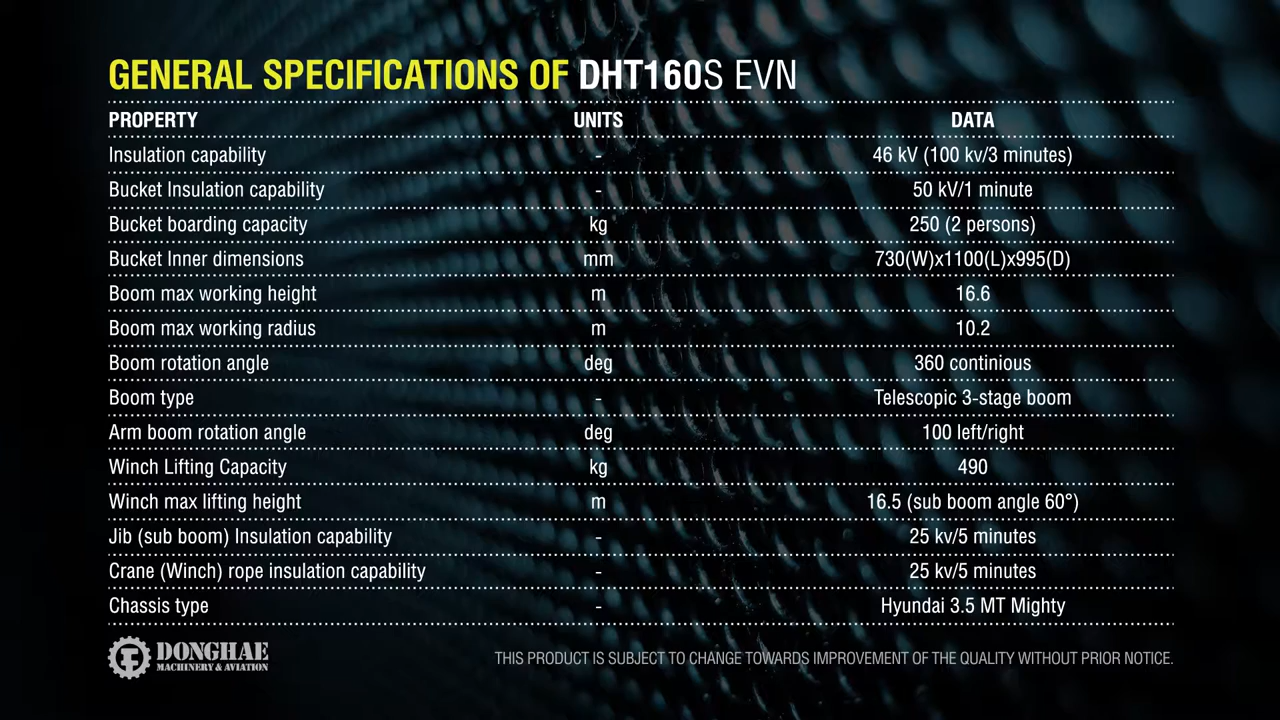 GENERAL SPECIFICATIONS OF DHT160S EVN
PROPERTY UNITS DATA
Insulation capability - 46 kV (100 kv/3 minutes)
Bucket Insulation capability - 50 kV/1 minute
Bucket boarding capacity kg 250 (2 persons)
Bucket Inner dimensions mm 730(W)x1100(L)x995(D)
Boom max working height m 16.6
Boom max working radius m 10.2
Boom rotation angle deg 360 continious
Boom type - Telescopic 3-stage boom
Arm boom rotation angle deg 100 left/right
Winch Lifting Capacity kg 490
Winch max lifting height m 16.5 (sub boom angle 60°)
Jib (sub boom) Insulation capability - 25 kv/5 minutes
Crane (Winch) rope insulation capability - 25 kv/5 minutes
Chassis type - Hyundai 3.5 MT Mighty
DONGHAE
MACHINERY & AVIATION
THIS PRODUCT IS SUBJECT TO CHANGE TOWARDS IMPROVEMENT OF THE QUALITY WITHOUT PRIOR NOTICE.